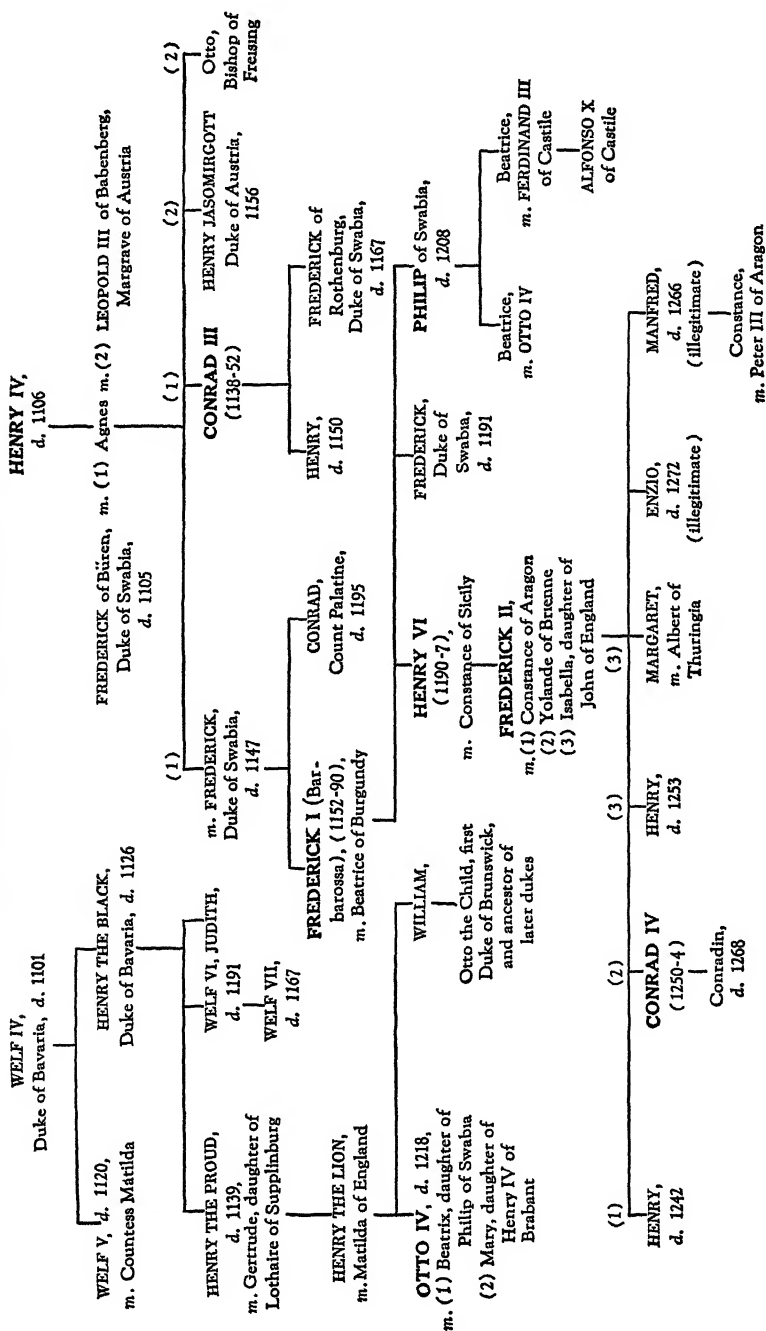 HENRY IV,
d. 1106
WELF IV,
Duke of Bavaria, d. 1101
FREDERICK of Büren, m. (1) Agnes m. (2) LEOPOLD III of Babenberg,
Duke of Swabia,
d. 1105
Margrave of Austria
WELF V, d. 1120,
m. Countess Matilda
HENRY THE BLACK,
Duke of Bavaria, d. 1126
(1)
(1)
(2)
(2)
HENRY THE PROUD,
d. 1139,
m. Gertrude, daughter of
Lothaire of Supplinburg
WELF VI,
d. 1191
JUDITH,
m. FREDERICK,
Duke of Swabia,
d. 1147
CONRAD III
(1138-52)
HENRY JASOMIRGOTT
Duke of Austria,
1156
Otto,
Bishop of
Freising
WELF VII,
d. 1167
HENRY THE LION,
m. Matilda of England
FREDERICK I (Bar-
barossa), (1152-90),
m. Beatrice of Burgundy
CONRAD,
Count Palatine,
d. 1195
HENRY,
d. 1150
FREDERICK of
Rothenburg,
Duke of Swabia,
d. 1167
OTTO IV, d. 1218,
m. (1) Beatrix, daughter of
Philip of Swabia
(2) Mary, daughter of
Henry IV of
Brabant
WILLIAM,
Otto the Child, first
Duke of Brunswick,
and ancestor of
later dukes
HENRY VI
(1190-7),
m. Constance of Sicily
FREDERICK,
Duke of
Swabia,
d. 1191
PHILIP of Swabia,
d. 1208
FREDERICK II,
m. (1) Constance of Aragon
(2) Yolande of Brienne
(3) Isabella, daughter of
John of England
Beatrice,
m. OTTO IV
Beatrice,
m. FERDINAND III
of Castile
ALFONSO X
of Castile
(1)
(2)
(3)
(3)
HENRY,
d. 1242
CONRAD IV
(1250-4)
HENRY,
d. 1253
MARGARET,
m. Albert of
Thuringia
ENZIO,
d. 1272
(illegitimate)
MANFRED,
d. 1266
(illegitimate)
Conradin,
d. 1268
Constance,
m. Peter III of Aragon